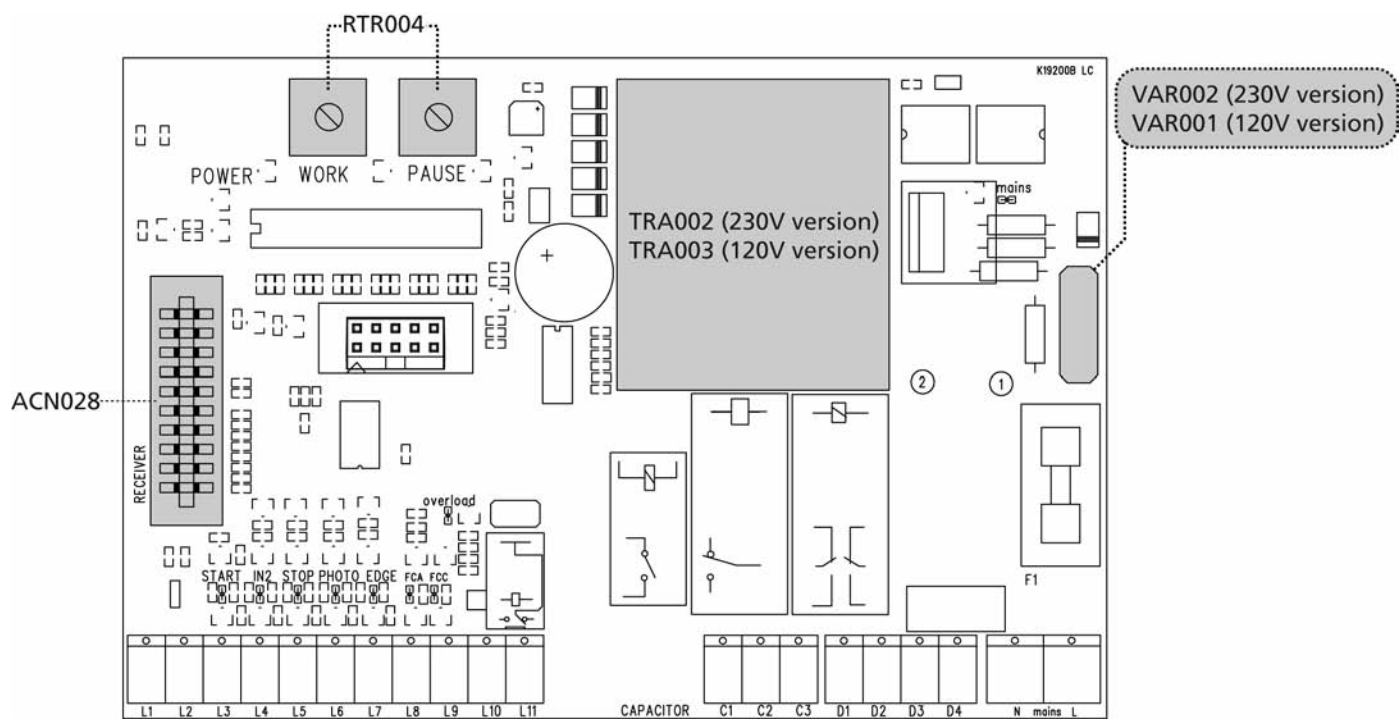 RTR004
K19200B LC
VAR002 (230V version)
VAR001 (120V version)
POWER WORK PAUSE
mains
TRA002 (230V version)
TRA003 (120V version)
+
2 1
ACN028
RECEIVER
overload
START IN2 STOP PHOTO EDGE FCA FCC
F1
L1 L2 L3 L4 L5 L6 L7 L8 L9 L10 L11 CAPACITOR C1 C2 C3 D1 D2 D3 D4 N mains L